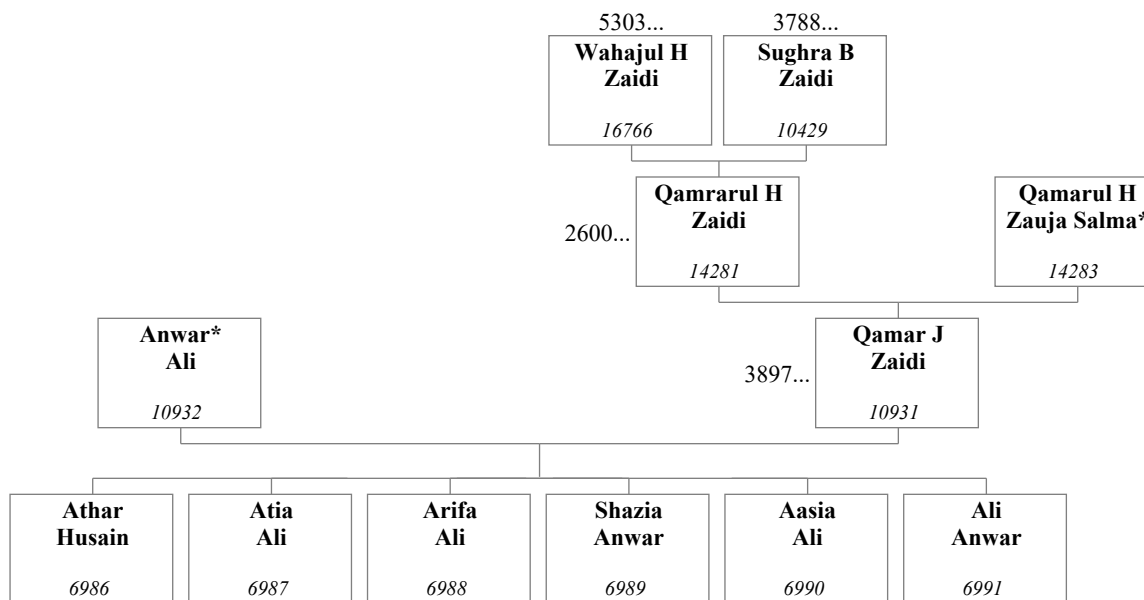 5303...
3788...
Wahajul H
Zaidi
16766
Sughra B
Zaidi
10429
2600...
Qamrarul H
Zaidi
14281
Qamarul H
Zauja Salma*
14283
Anwar*
Ali
10932
3897...
Qamar J
Zaidi
10931
Athar
Husain
6986
Atia
Ali
6987
Arifa
Ali
6988
Shazia
Anwar
6989
Aasia
Ali
6990
Ali
Anwar
6991